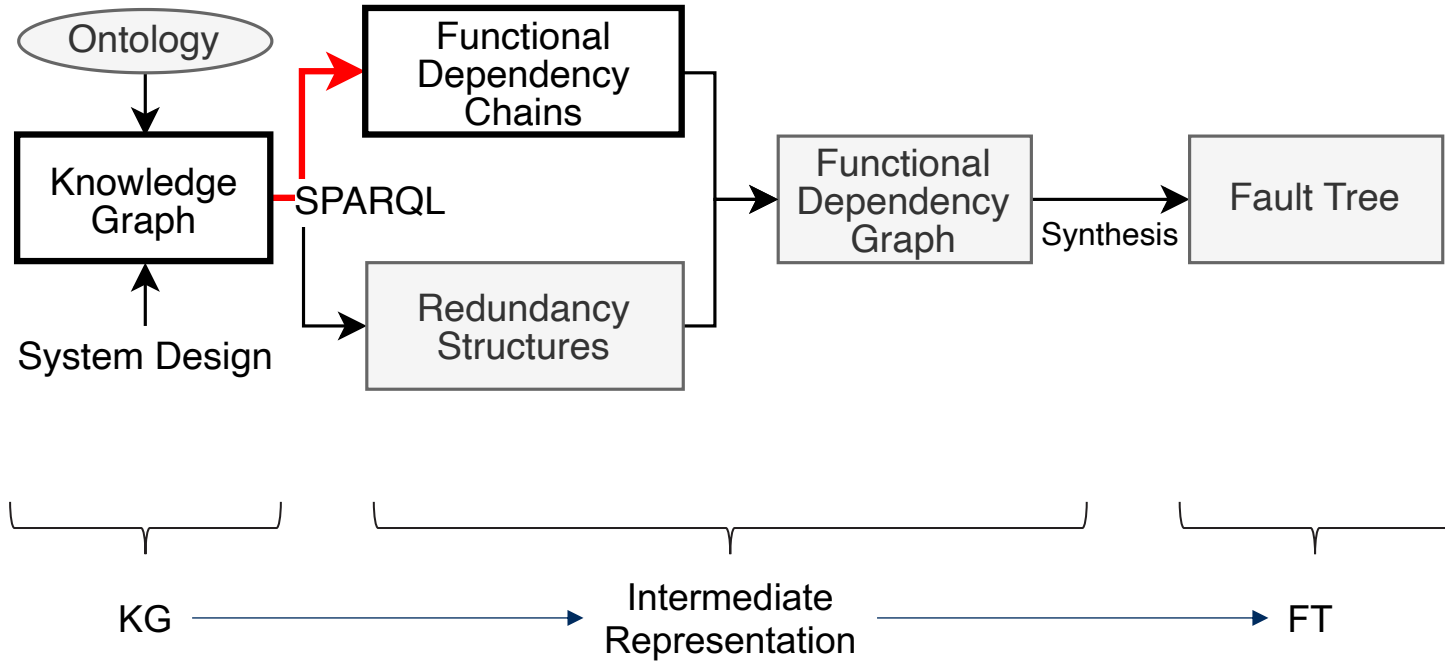 Ontology
Knowledge
Graph
System Design
SPARQL
Functional
Dependency
Chains
Redundancy
Structures
Functional
Dependency
Graph
Synthesis
Fault Tree
KG
Intermediate
Representation
FT